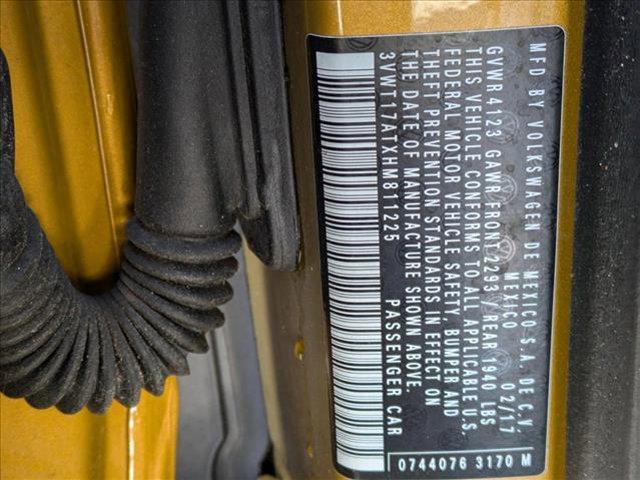 MFD BY VOLKSWAGEN DE MEXICO S.A. DE C.V.
MEXICO 02/17
GVWR 4123 GAWR FRONT 2293 / REAR 1940 LBS
THIS VEHICLE CONFORMS TO ALL APPLICABLE U.S.
FEDERAL MOTOR VEHICLE SAFETY, BUMPER AND
THEFT PREVENTION STANDARDS IN EFFECT ON
THE DATE OF MANUFACTURE SHOWN ABOVE.
3VWT17ATXHM811225 PASSENGER CAR
0744076 3170 M